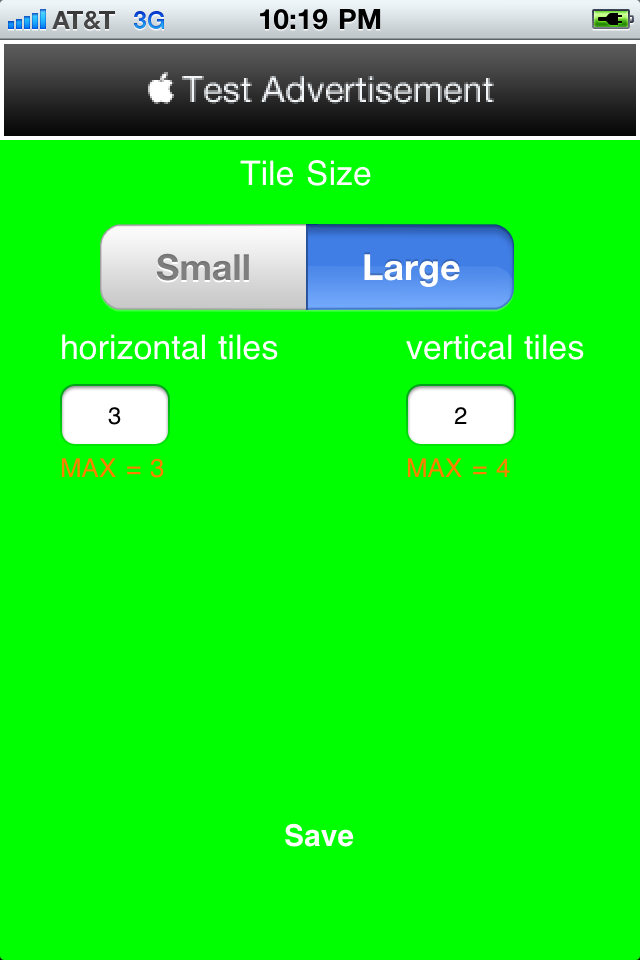 AT&T 3G 10:19 PM
Test Advertisement
Tile Size
Small Large
horizontal tiles vertical tiles
3 2
MAX = 3 MAX = 4
Save